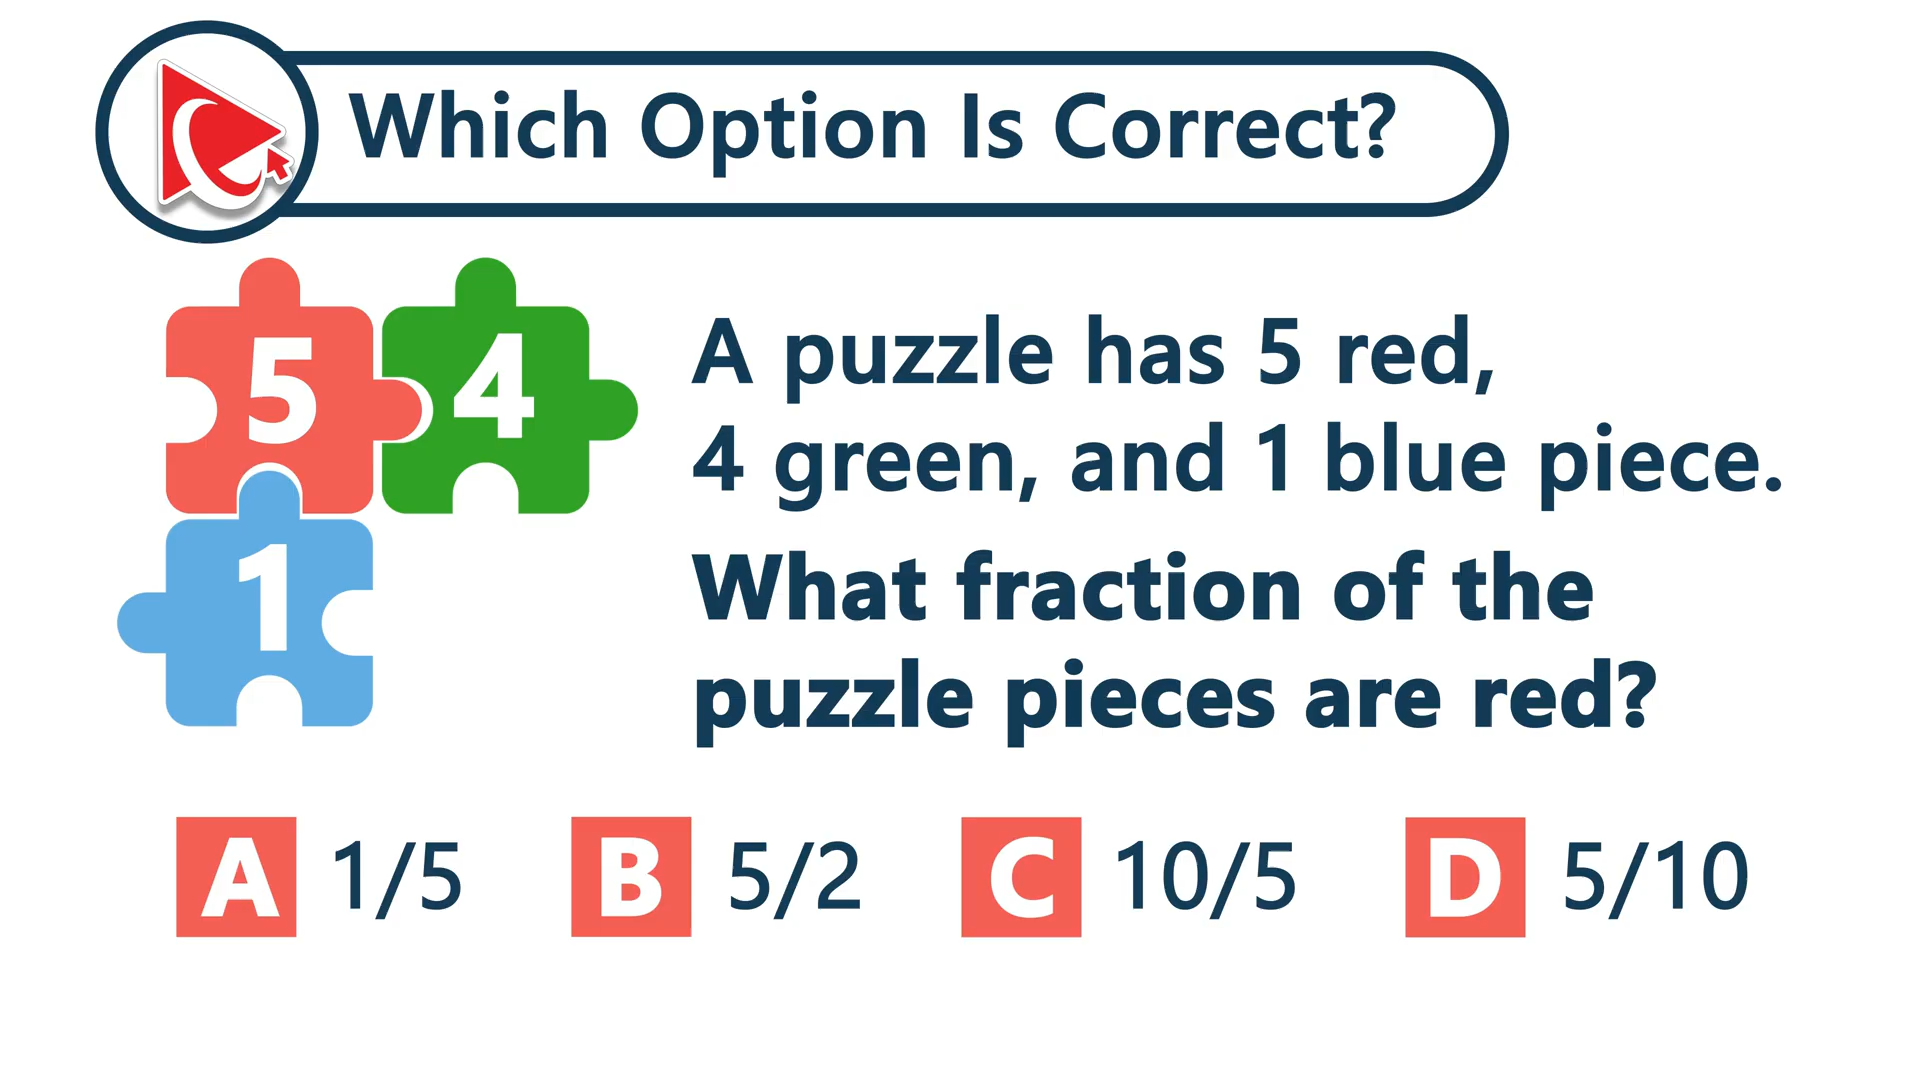 Which Option Is Correct?
5 4
1
A puzzle has 5 red,
4 green, and 1 blue piece.
What fraction of the
puzzle pieces are red?
A 1/5 B 5/2 C 10/5 D 5/10